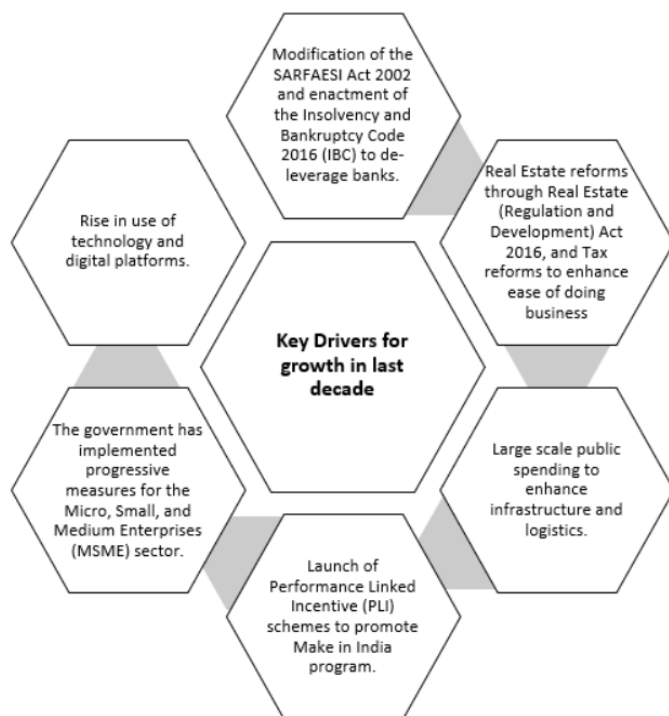 Modification of the
SARFAESI Act 2002
and enactment of
the Insolvency and
Bankruptcy Code
2016 (IBC) to de-
leverage banks.
Real Estate reforms
through Real Estate
(Regulation and
Development) Act
2016, and Tax
reforms to enhance
ease of doing
business
Large scale public
spending to
enhance
infrastructure and
logistics.
Launch of
Performance Linked
Incentive (PLI)
schemes to promote
Make in India
program.
The government has
implemented
progressive
measures for the
Micro, Small, and
Medium Enterprises
(MSME) sector.
Rise in use of
technology and
digital platforms.
Key Drivers for
growth in last
decade